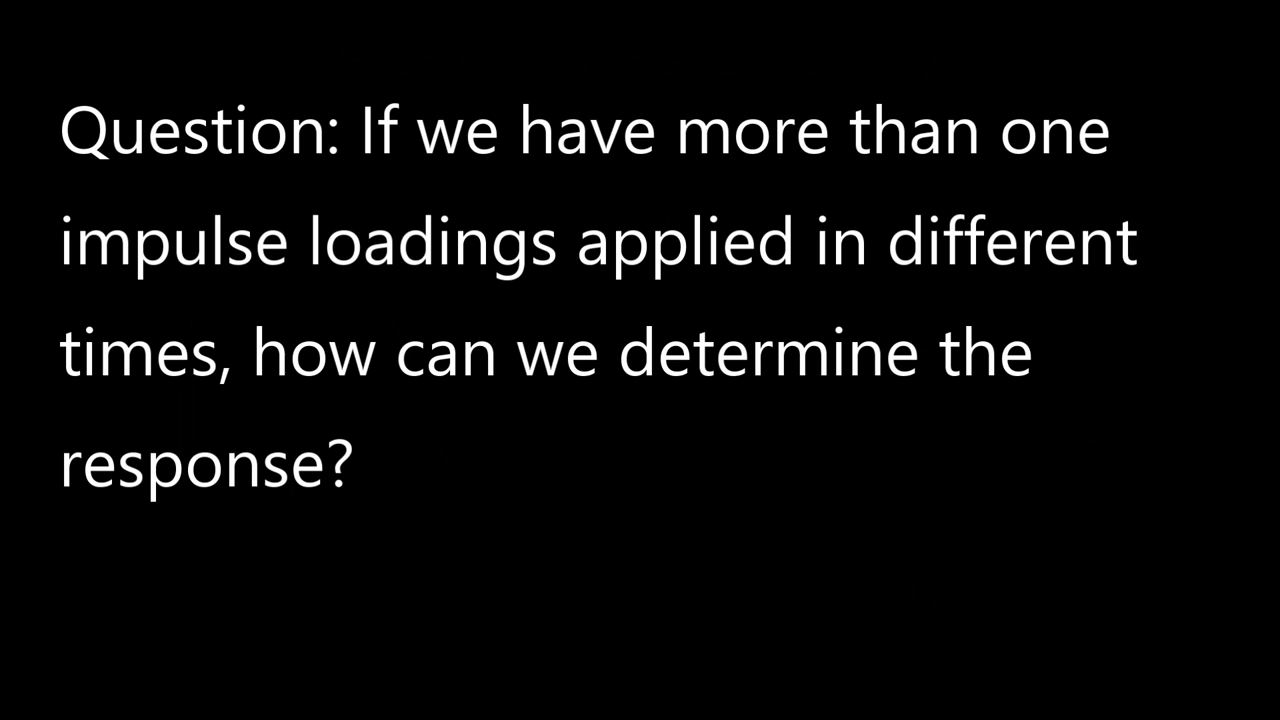 Question: If we have more than one
impulse loadings applied in different
times, how can we determine the
response?